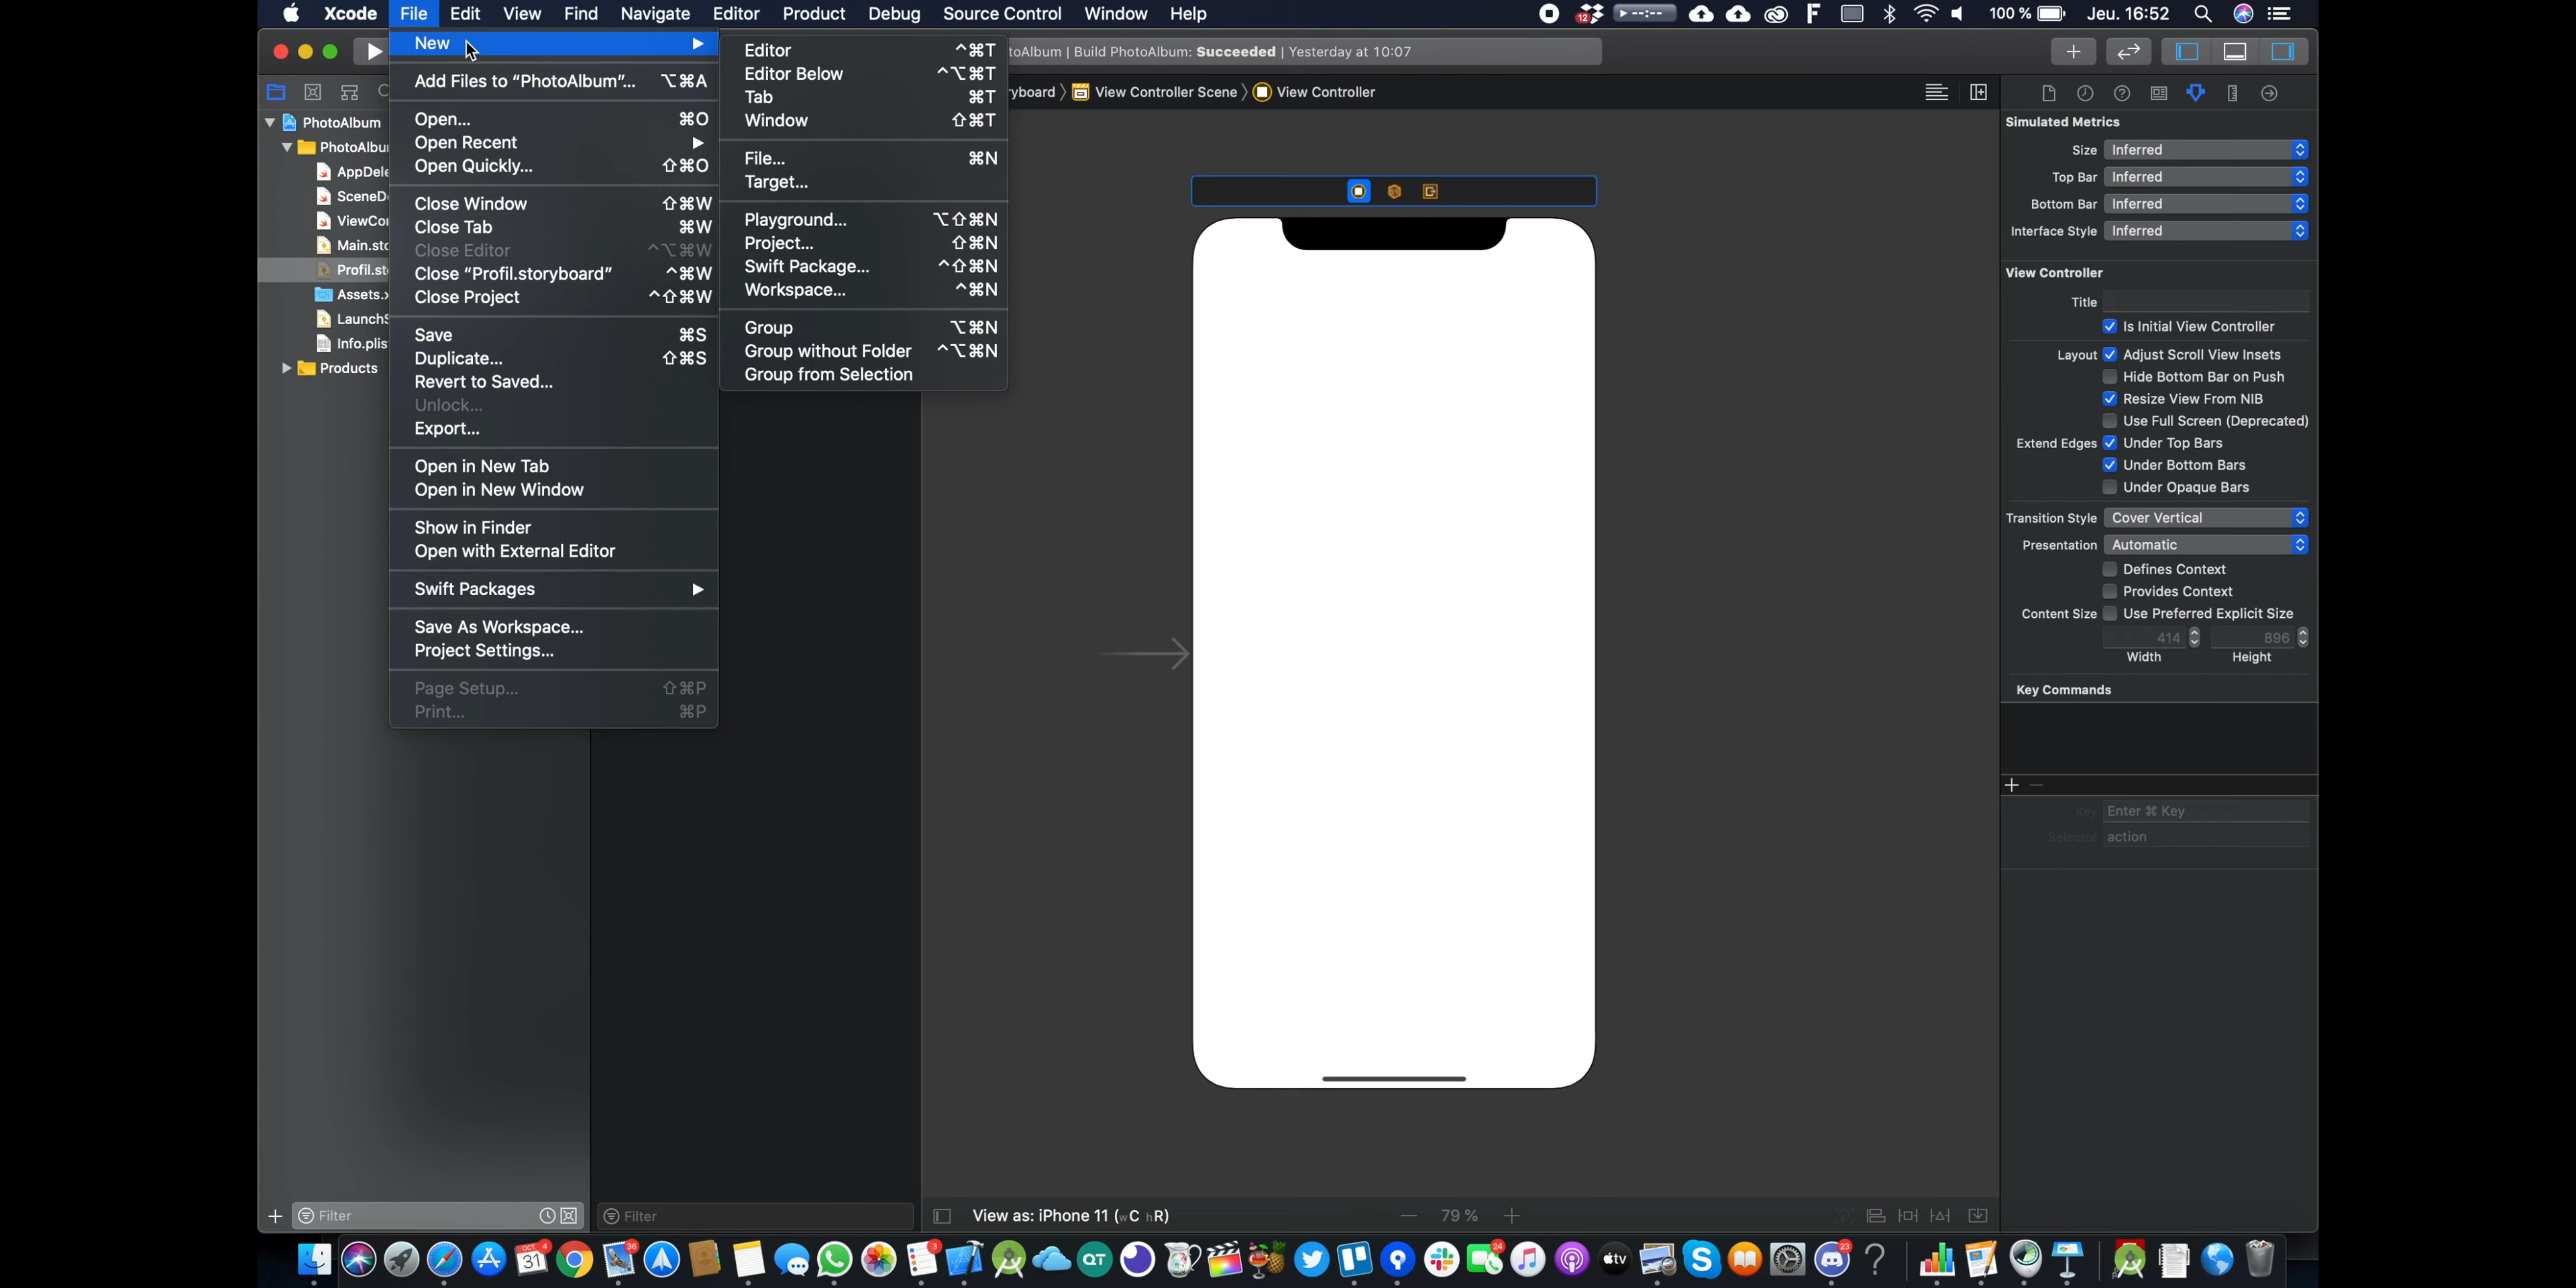 Xcode File Edit View Find Navigate Editor Product Debug Source Control Window Help
12 --:-- 100 % Jeu. 16:52
toAlbum | Build PhotoAlbum: Succeeded | Yesterday at 10:07
yboard View Controller Scene View Controller
New
Add Files to “PhotoAlbum”... ⌥⌘A
Open... ⌘O
Open Recent
Open Quickly... ⇧⌘O
Close Window ⇧⌘W
Close Tab ⌘W
Close Editor ^⌥⌘W
Close “Profil.storyboard” ^⌘W
Close Project ^⇧⌘W
Save ⌘S
Duplicate... ⇧⌘S
Revert to Saved...
Unlock...
Export...
Open in New Tab
Open in New Window
Show in Finder
Open with External Editor
Swift Packages
Save As Workspace...
Project Settings...
Page Setup... ⇧⌘P
Print... ⌘P
Editor ^⌘T
Editor Below ^⌥⌘T
Tab ⌘T
Window ⇧⌘T
File... ⌘N
Target...
Playground... ⌥⇧⌘N
Project... ⇧⌘N
Swift Package... ^⇧⌘N
Workspace... ^⌘N
Group ⌥⌘N
Group without Folder ^⌥⌘N
Group from Selection
PhotoAlbum
PhotoAlbu
AppDele
SceneD
ViewCo
Main.sto
Profil.st
Assets.x
LaunchS
Info.plis
Products
Simulated Metrics
Size Inferred
Top Bar Inferred
Bottom Bar Inferred
Interface Style Inferred
View Controller
Title
Is Initial View Controller
Layout Adjust Scroll View Insets
Hide Bottom Bar on Push
Resize View From NIB
Use Full Screen (Deprecated)
Extend Edges Under Top Bars
Under Bottom Bars
Under Opaque Bars
Transition Style Cover Vertical
Presentation Automatic
Defines Context
Provides Context
Content Size Use Preferred Explicit Size
414 896
Width Height
Key Commands
Key Enter ⌘ Key
Selector action
Filter
Filter
View as: iPhone 11 (wC hR)
79 %
OCT. 4 31 36 3 QT 24 tv 23